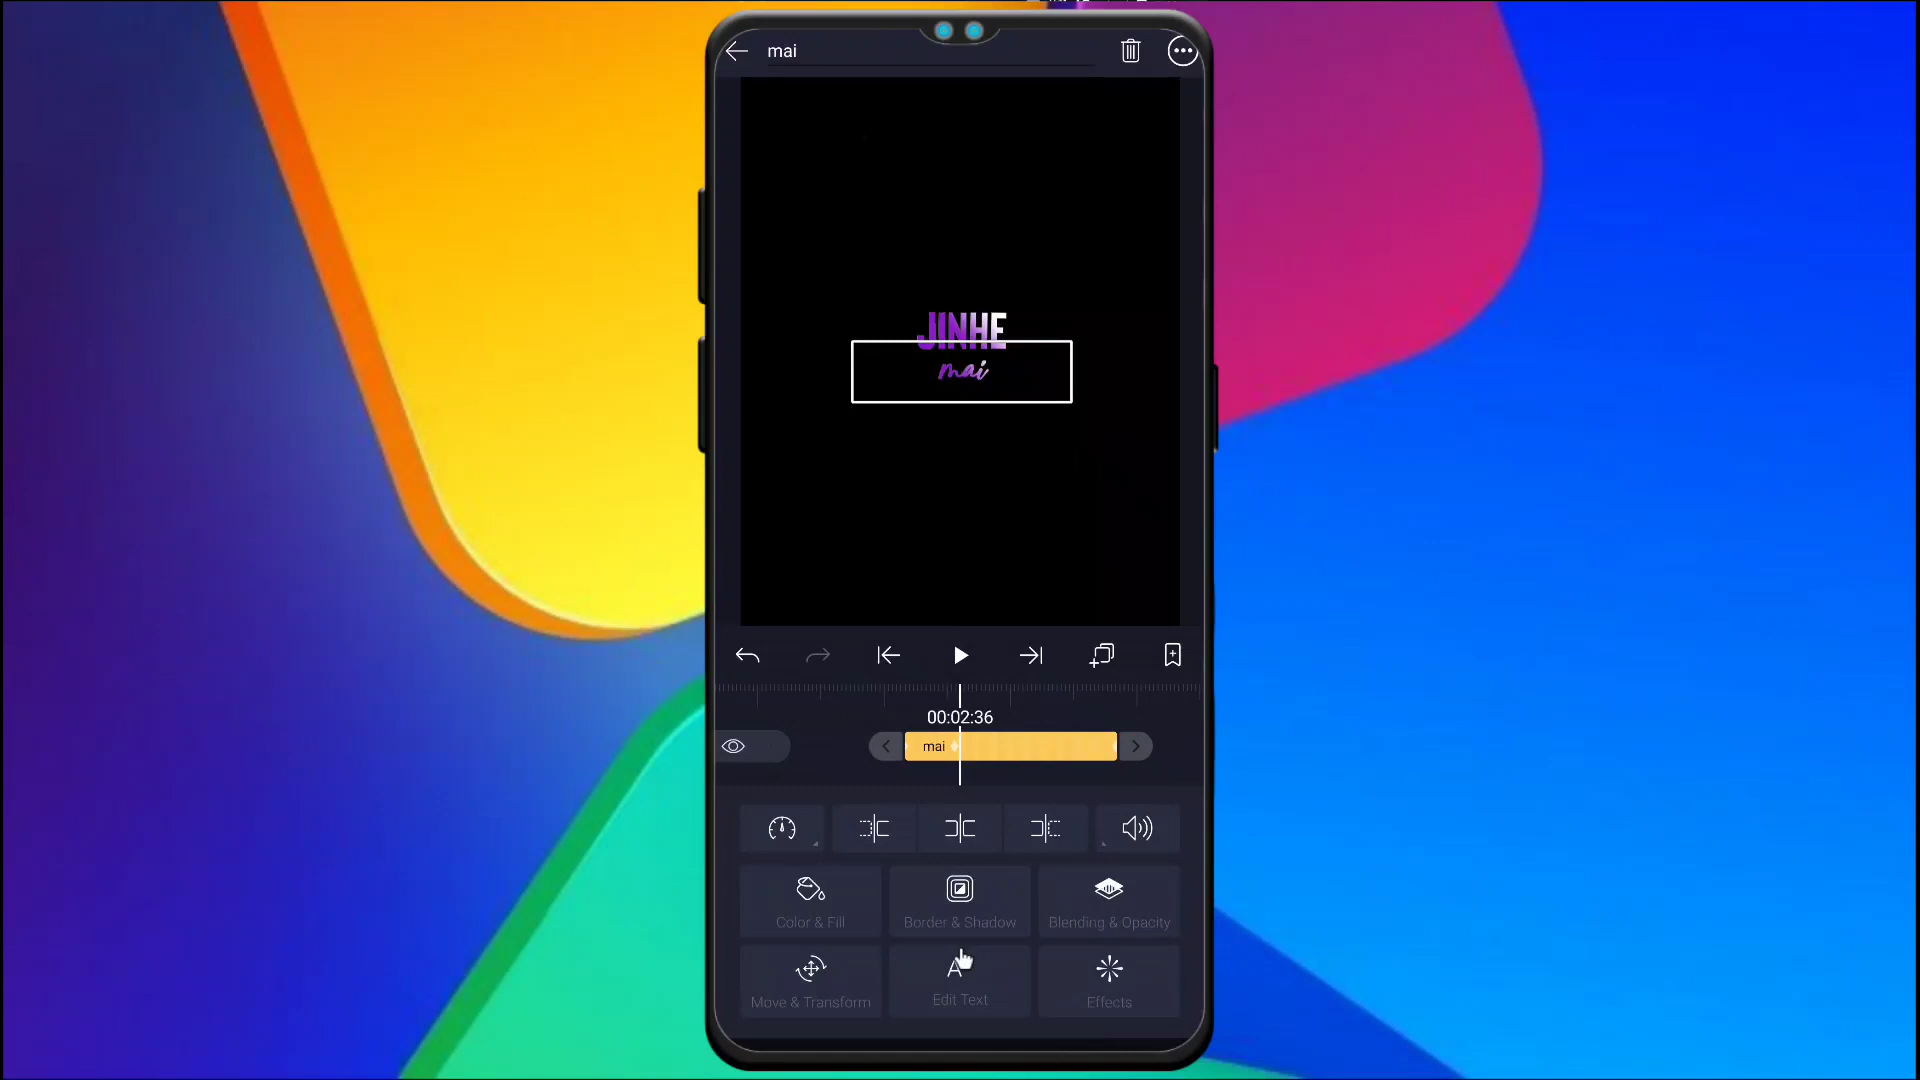 mai
JINHE
mai
00:02:36
mai
Color & Fill
Border & Shadow
Blending & Opacity
Move & Transform
Edit Text
Effects